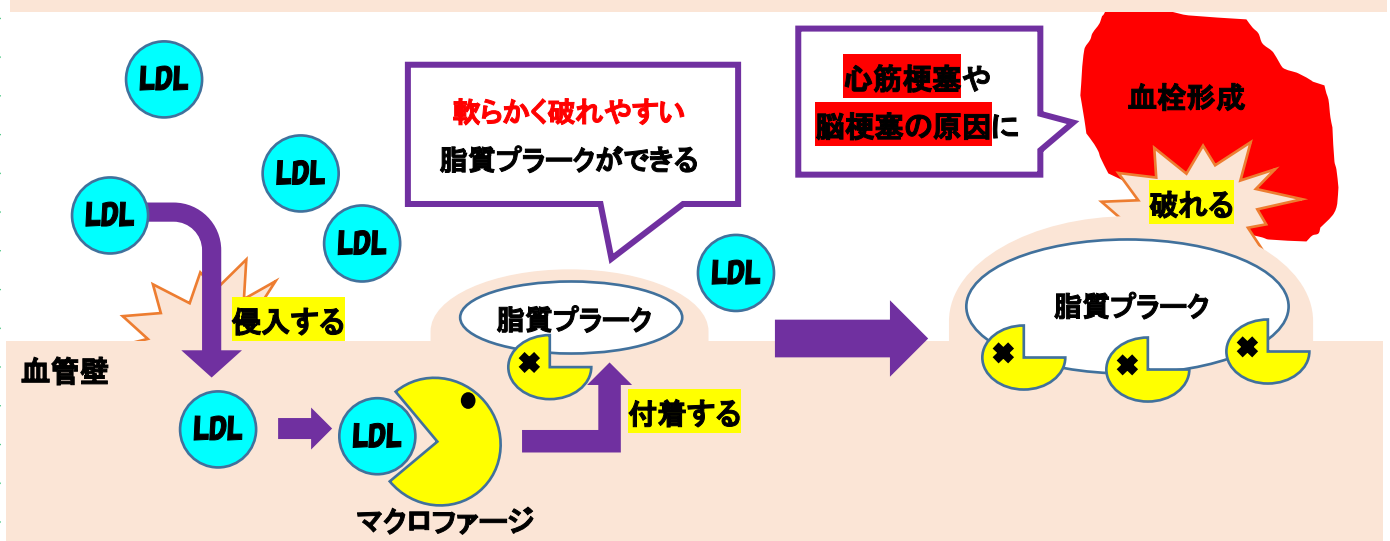 LDL
LDL
LDL
LDL
軟らかく破れやすい
脂質プラークができる
心筋梗塞や
脳梗塞の原因に
血栓形成
破れる
LDL
侵入する
脂質プラーク
脂質プラーク
血管壁
LDL
LDL
付着する
マクロファージ